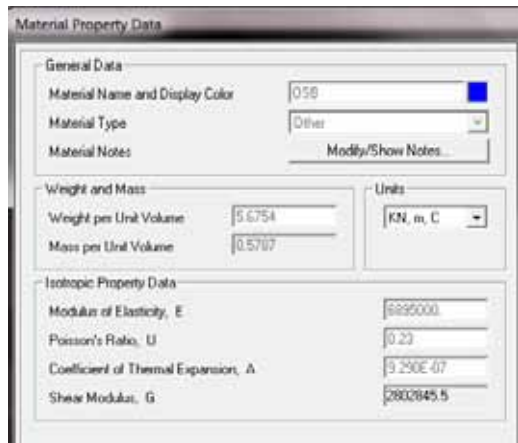 Material Property Data
General Data
Material Name and Display Color OSB
Material Type Other
Material Notes Modify/Show Notes...
Weight and Mass
Weight per Unit Volume 5.6754
Mass per Unit Volume 0.5787
Units
KN, m, C
Isotropic Property Data
Modulus of Elasticity, E 6895000.
Poisson's Ratio, U 0.23
Coefficient of Thermal Expansion, A 9.290E-07
Shear Modulus, G 2802845.5